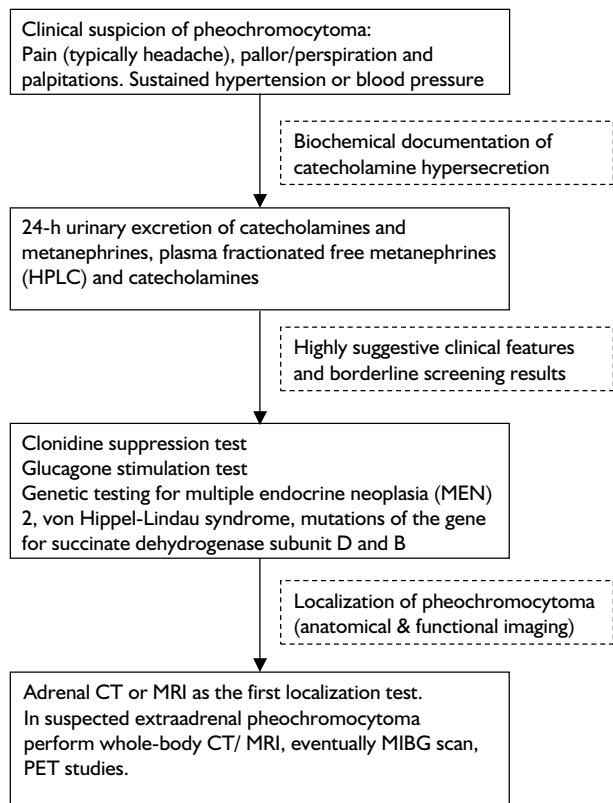 Clinical suspicion of pheochromocytoma:
Pain (typically headache), pallor/perspiration and
palpitations. Sustained hypertension or blood pressure
Biochemical documentation of
catecholamine hypersecretion
24-h urinary excretion of catecholamines and
metanephrines, plasma fractionated free metanephrines
(HPLC) and catecholamines
Highly suggestive clinical features
and borderline screening results
Clonidine suppression test
Glucagone stimulation test
Genetic testing for multiple endocrine neoplasia (MEN)
2, von Hippel-Lindau syndrome, mutations of the gene
for succinate dehydrogenase subunit D and B
Localization of pheochromocytoma
(anatomical & functional imaging)
Adrenal CT or MRI as the first localization test.
In suspected extraadrenal pheochromocytoma
perform whole-body CT/ MRI, eventually MIBG scan,
PET studies.